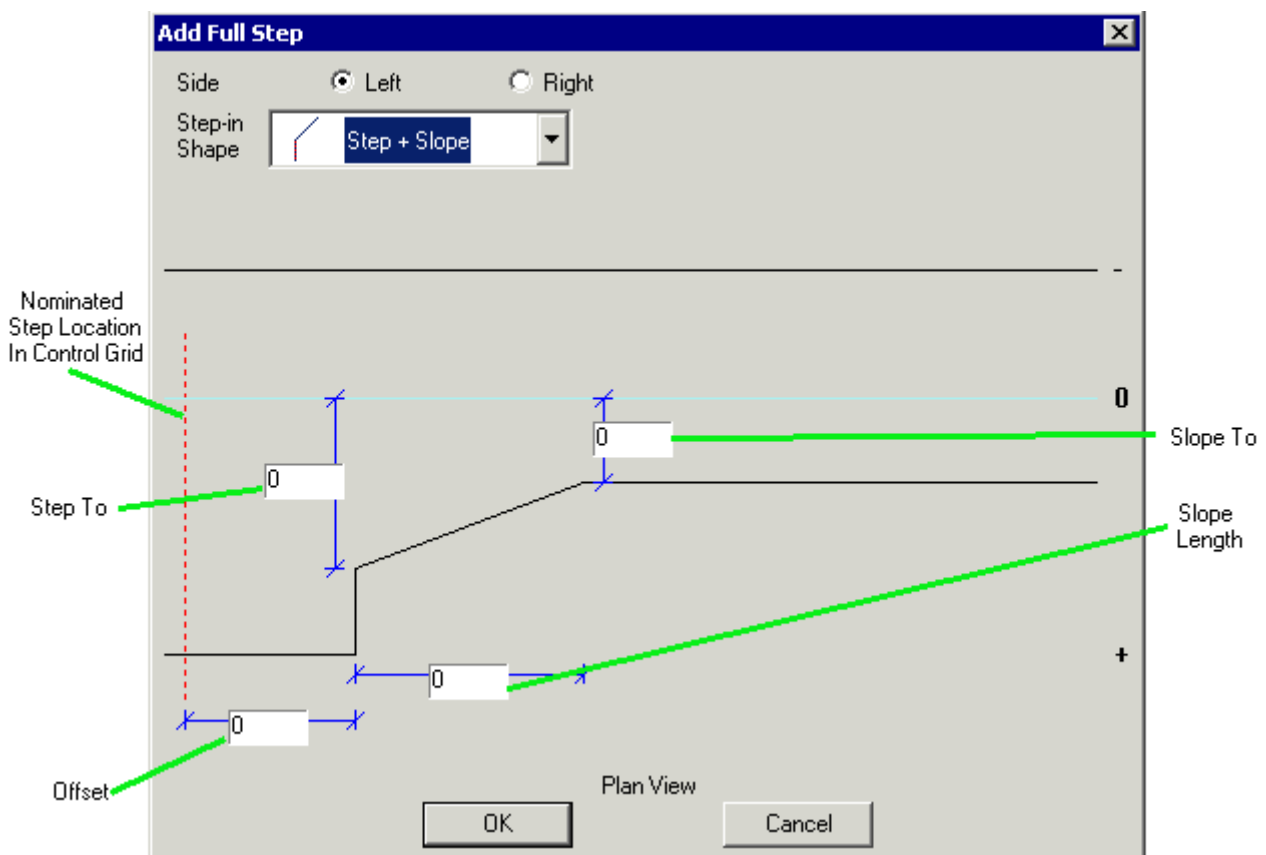 Add Full Step
Side Left Right
Step-in
Shape
Step + Slope
-
Nominated
Step Location
In Control Grid
0
0
Slope To
0
Step To
Slope
Length
+
0
0
Offset
Plan View
OK Cancel